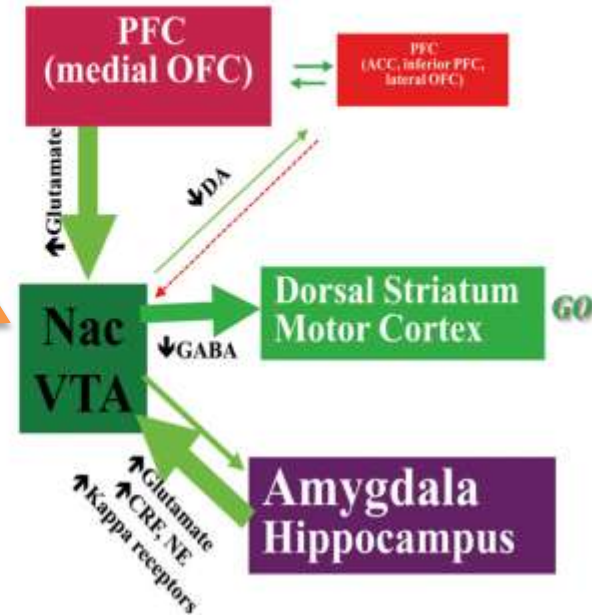 PFC
(medial OFC)
PFC
(ACC, inferior PFC,
lateral OFC)
↑Glutamate
↓DA
Nac
VTA
Dorsal Striatum
Motor Cortex
GO
↓GABA
↑Glutamate
↑CRF, NE
↑Kappa receptors
Amygdala
Hippocampus